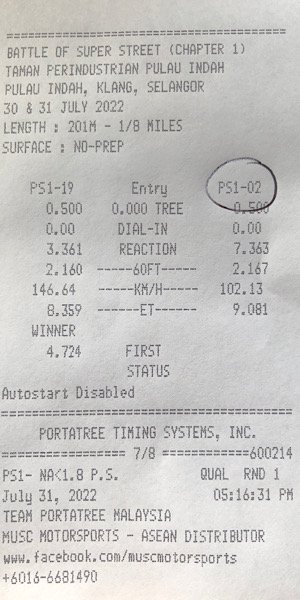 BATTLE OF SUPER STREET (CHAPTER 1)
TAMAN PERINDUSTRIAN PULAU INDAH
PULAU INDAH, KLANG, SELANGOR
30 & 31 JULY 2022
LENGTH : 201M - 1/8 MILES
SURFACE : NO-PREP
PS1-19 Entry PS1-02
0.500 0.000 TREE 0.500
0.00 DIAL-IN 0.00
3.361 REACTION 7.363
2.160 -----60FT----- 2.167
146.64 -----KM/H------ 102.13
8.359 ------ET------ 9.081
WINNER
4.724 FIRST
STATUS
Autostart Disabled
PORTATREE TIMING SYSTEMS, INC.
================ 7/8 ============600214
PS1- NA<1.8 P.S. QUAL RND 1
July 31, 2022 05:16:31 PM
TEAM PORTATREE MALAYSIA
MUSC MOTORSPORTS - ASEAN DISTRIBUTOR
www.facebook.com/muscmotorsports
+6016-6681490